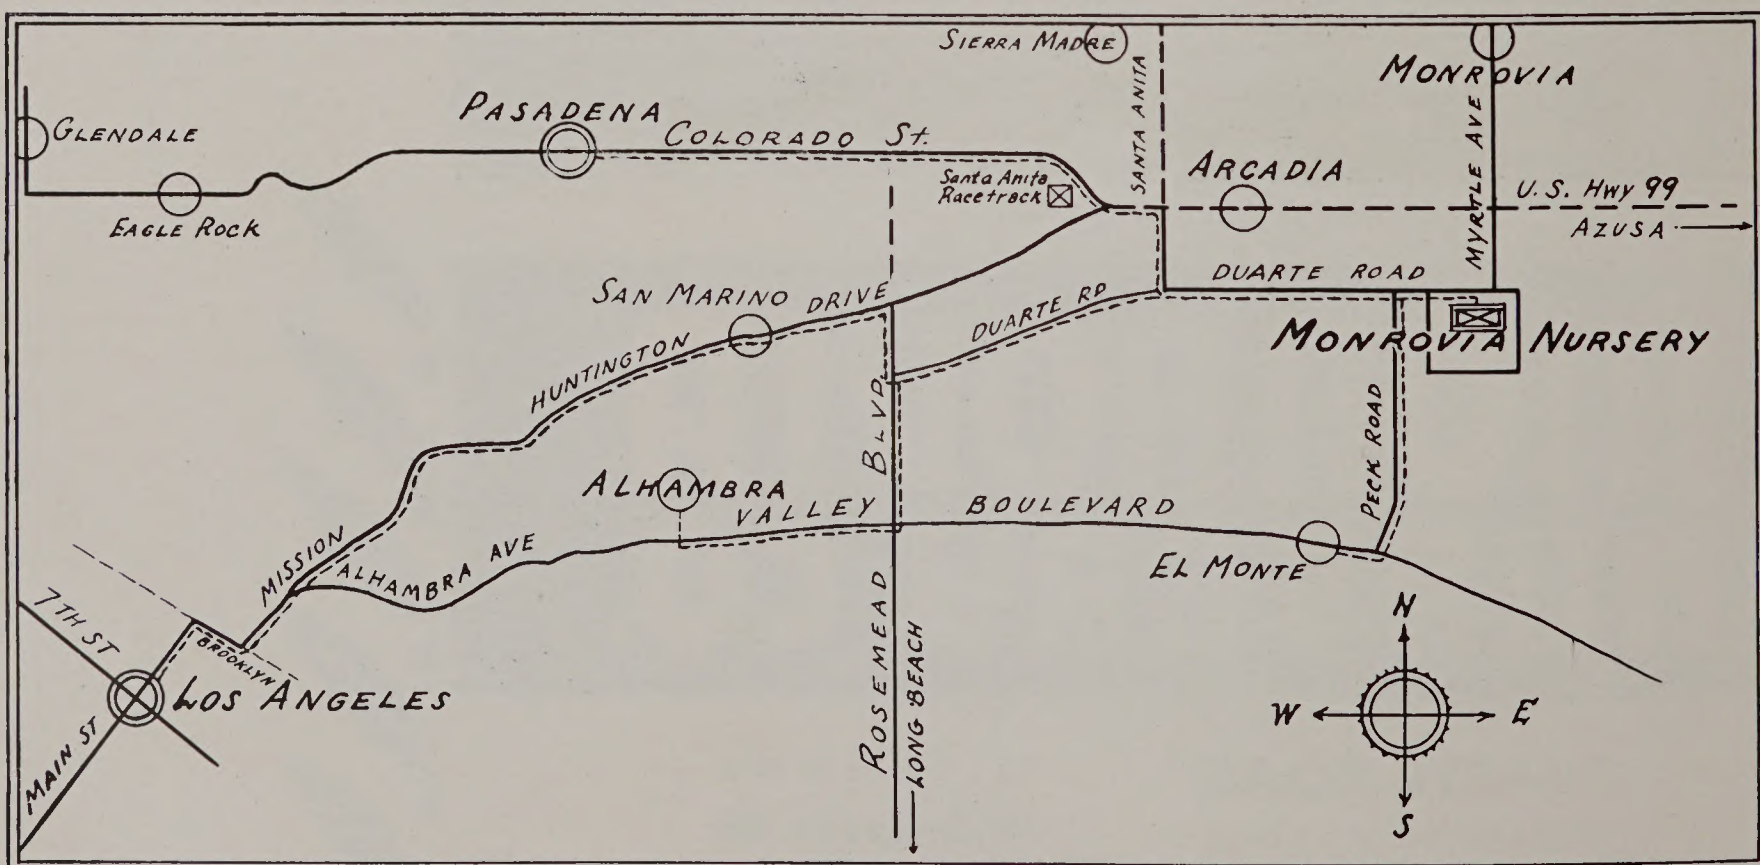 SIERRA MADRE
MONROVIA
GLENDALE
PASADENA
COLORADO St.
SANTA ANITA
ARCADIA
MYRTLE AVE
U.S. Hwy 99
AZUSA
Santa Anita
Racetrack
EAGLE ROCK
SAN MARINO
HUNTINGTON DRIVE
DUARTE RD
DUARTE ROAD
MONROVIA NURSERY
PECK ROAD
ALHAMBRA
VALLEY BOULEVARD
ROSEMEAD BLVD
EL MONTE
MISSION
ALHAMBRA AVE
7TH ST
BROOKLYN
LOS ANGELES
MAIN ST
LONG BEACH
N
W E
S